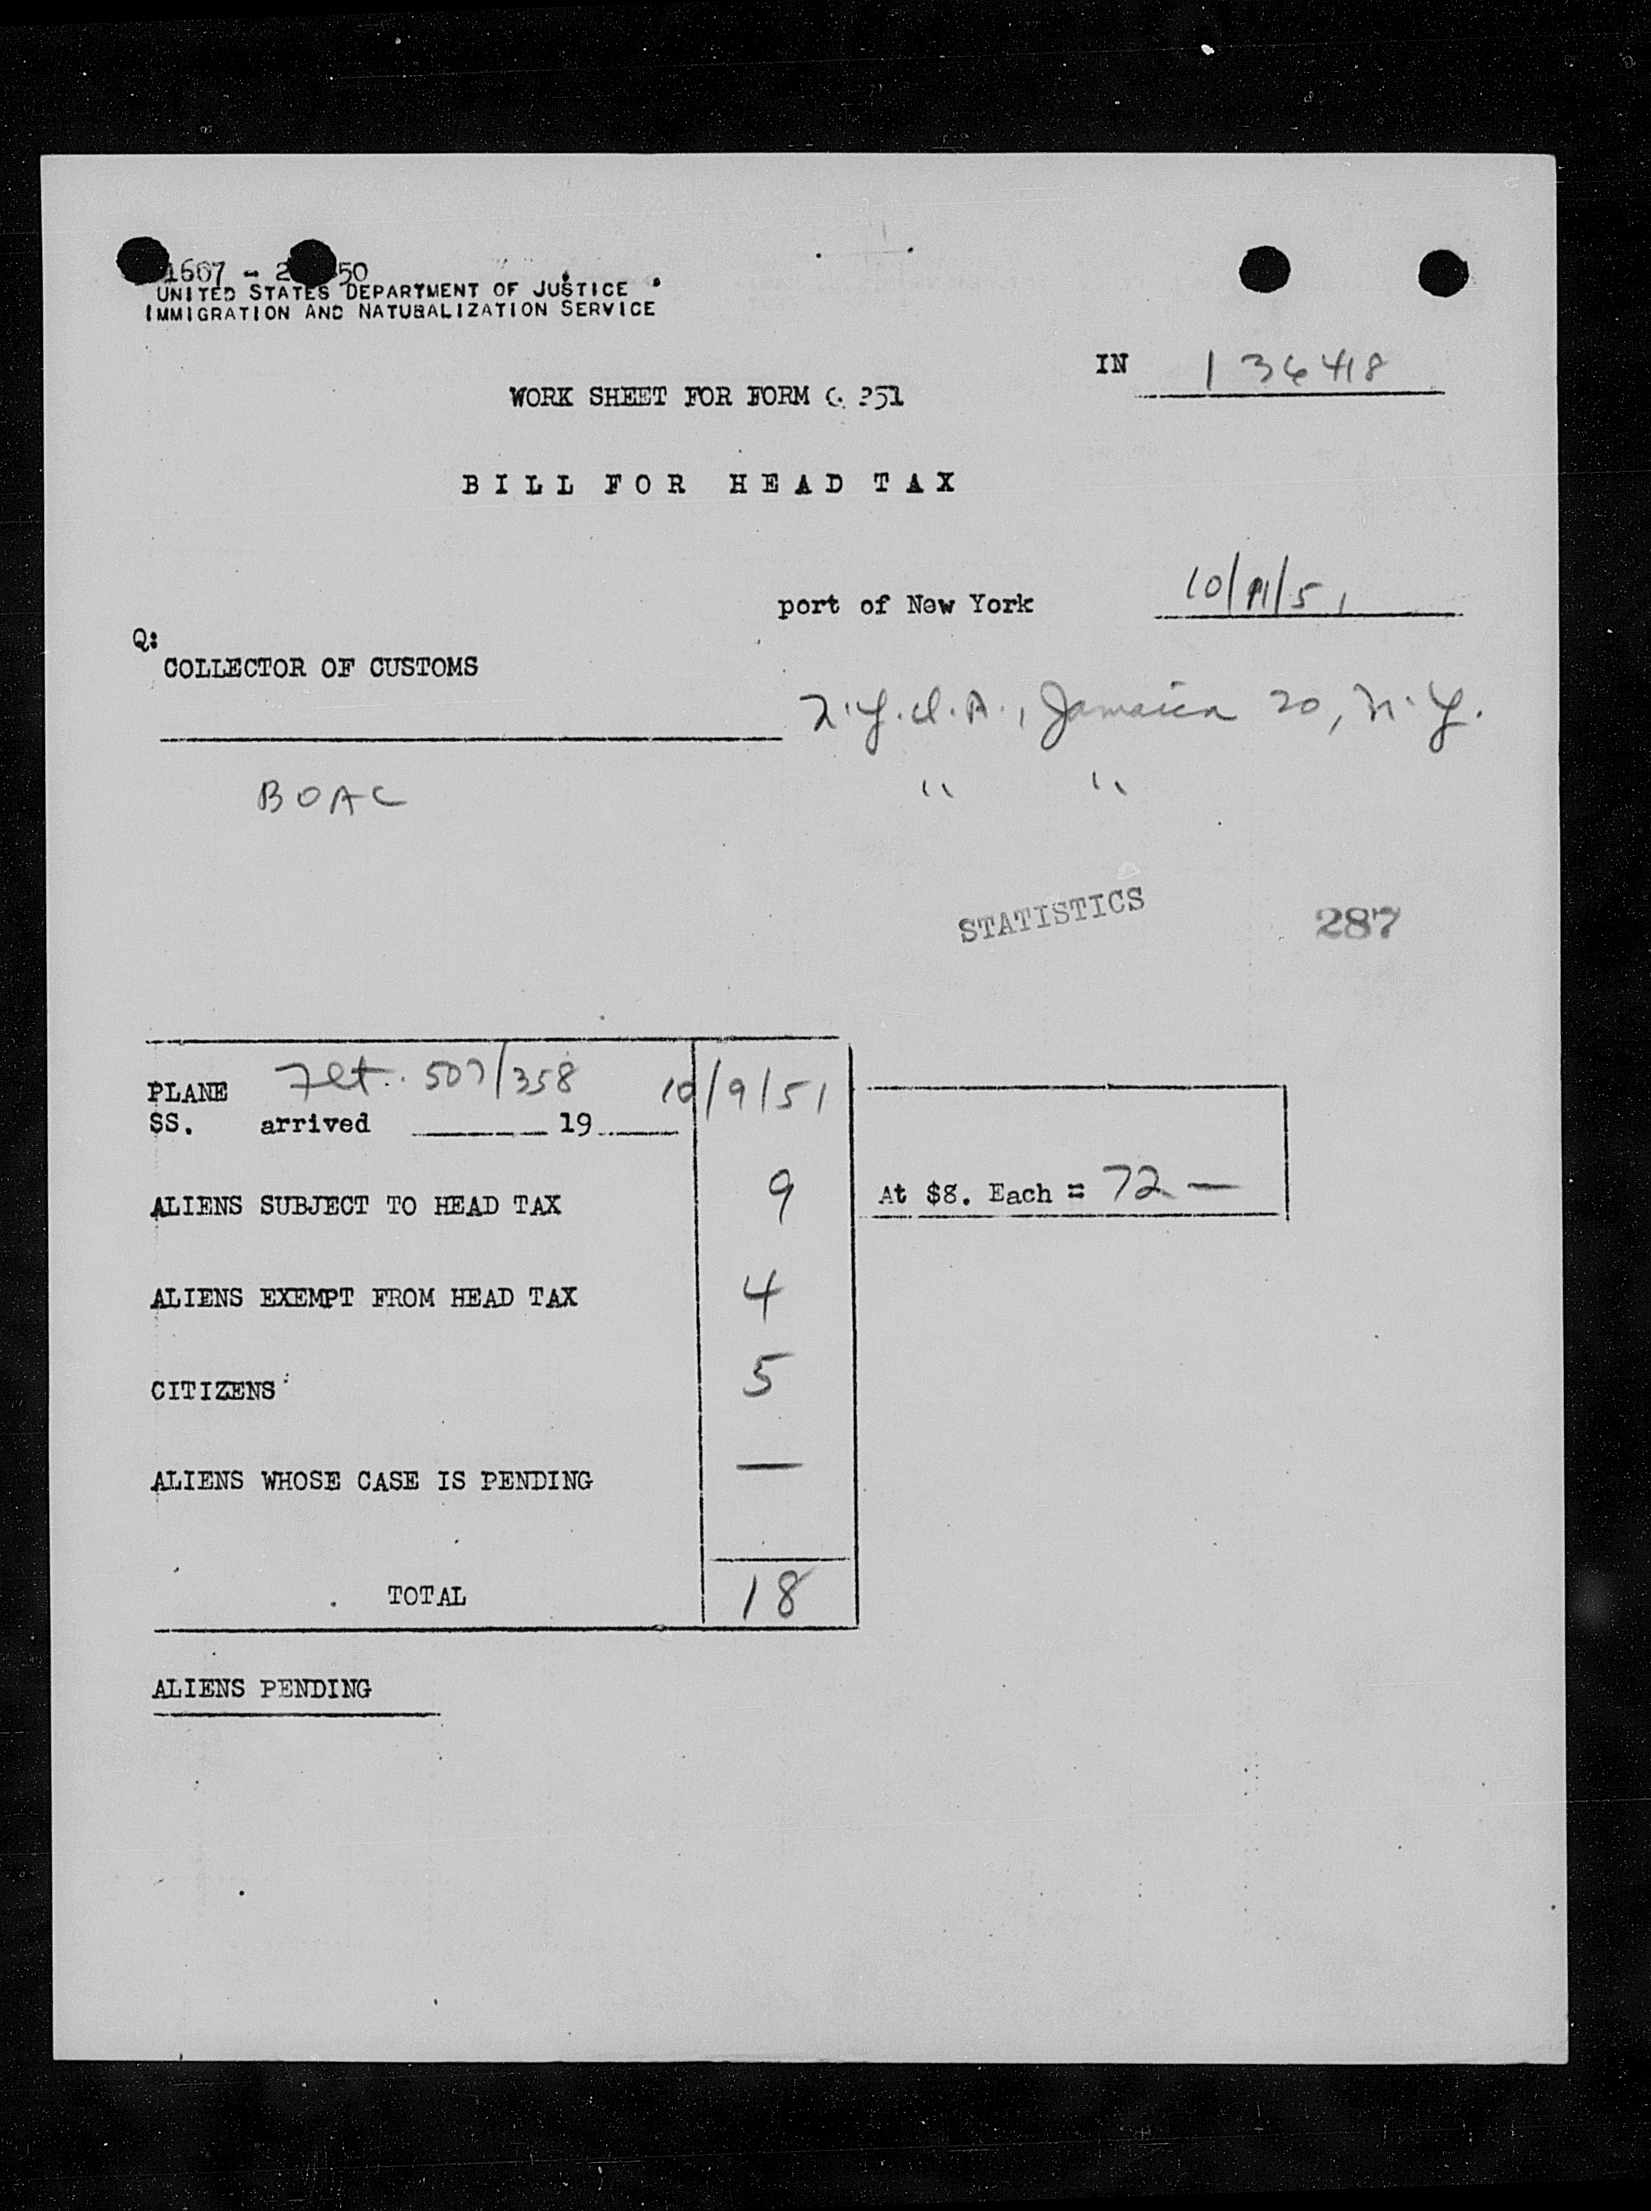 1607 - 2 50
UNITED STATES DEPARTMENT OF JUSTICE
IMMIGRATION AND NATURALIZATION SERVICE
IN 136418
WORK SHEET FOR FORM G. 351
BILL FOR HEAD TAX
port of New York 10/11/51
Q:
COLLECTOR OF CUSTOMS
N.Y.I.A., Jamaica 20, N.Y.
BOAC " "
STATISTICS 287
PLANE Flt. 507/358 10/9/51
SS. arrived 19
ALIENS SUBJECT TO HEAD TAX 9 At $8. Each = 72 —
ALIENS EXEMPT FROM HEAD TAX 4
CITIZENS 5
ALIENS WHOSE CASE IS PENDING —
TOTAL 18
ALIENS PENDING